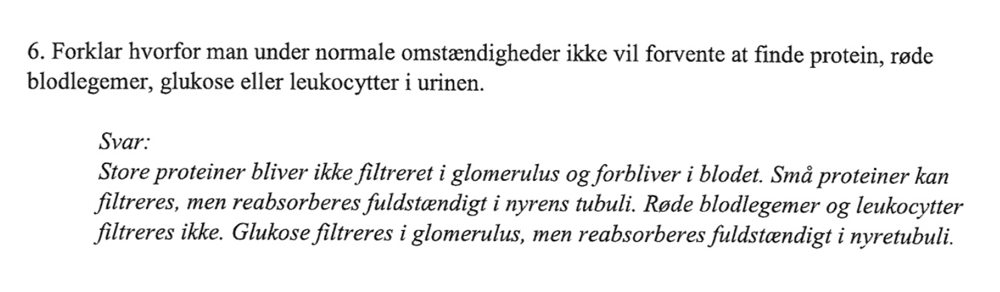 6. Forklar hvorfor man under normale omstændigheder ikke vil forvente at finde protein, røde
blodlegemer, glukose eller leukocytter i urinen.
Svar:
Store proteiner bliver ikke filtreret i glomerulus og forbliver i blodet. Små proteiner kan
filtreres, men reabsorberes fuldstændigt i nyrens tubuli. Røde blodlegemer og leukocytter
filtreres ikke. Glukose filtreres i glomerulus, men reabsorberes fuldstændigt i nyretubuli.